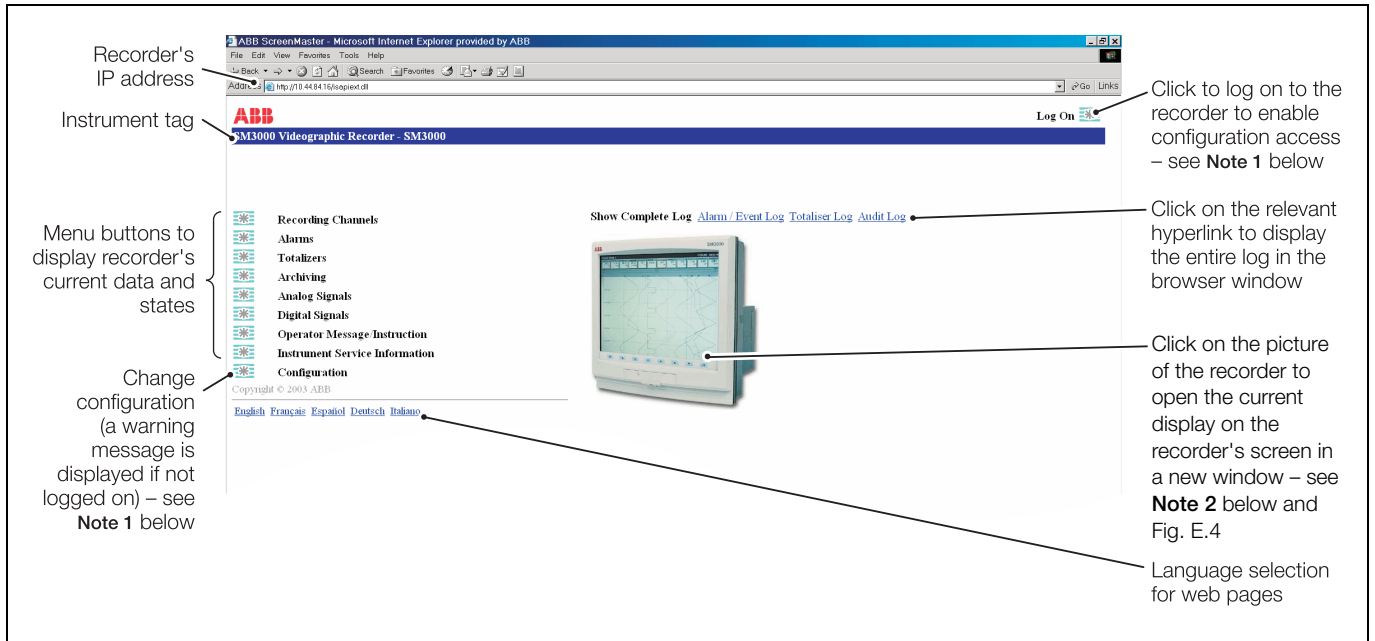 Recorder's
IP address
Instrument tag
Menu buttons to
display recorder's
current data and
states
Change
configuration
(a warning
message is
displayed if not
logged on) – see
Note 1 below
ABB ScreenMaster - Microsoft Internet Explorer provided by ABB
File Edit View Favorites Tools Help
Back Search Favorites
Address http://10.44.84.16/isapiext.dll Go Links
ABB
Log On
SM3000 Videographic Recorder - SM3000
Recording Channels
Alarms
Totalizers
Archiving
Analog Signals
Digital Signals
Operator Message/Instruction
Instrument Service Information
Configuration
Copyright © 2003 ABB
English Français Español Deutsch Italiano
Show Complete Log Alarm / Event Log Totaliser Log Audit Log
ABB
SM3000
Click to log on to the
recorder to enable
configuration access
– see Note 1 below
Click on the relevant
hyperlink to display
the entire log in the
browser window
Click on the picture
of the recorder to
open the current
display on the
recorder's screen in
a new window – see
Note 2 below and
Fig. E.4
Language selection
for web pages